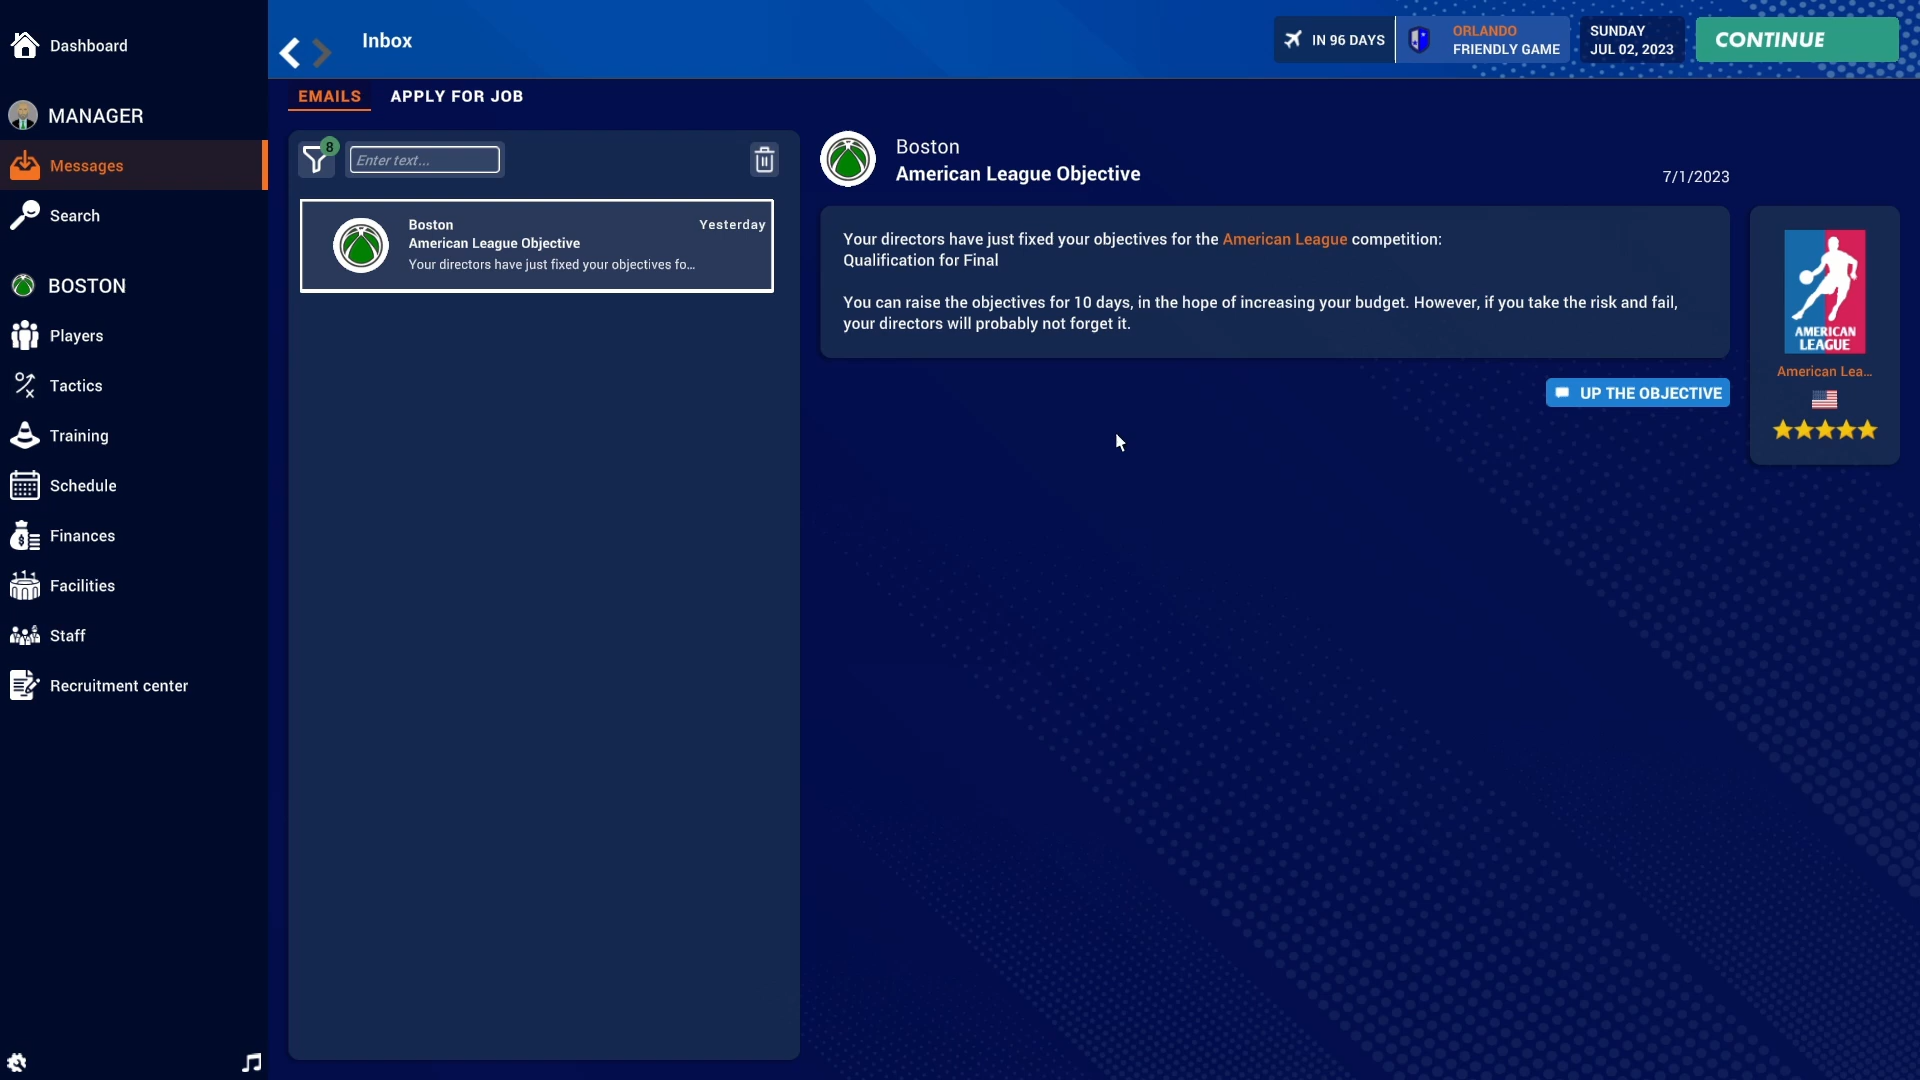 Dashboard
MANAGER
Messages
Search
BOSTON
Players
Tactics
Training
Schedule
Finances
Facilities
Staff
Recruitment center
Inbox
IN 96 DAYS
ORLANDO
FRIENDLY GAME
SUNDAY
JUL 02, 2023
CONTINUE
EMAILS
APPLY FOR JOB
8
Enter text...
Boston
Yesterday
American League Objective
Your directors have just fixed your objectives fo...
Boston
American League Objective
7/1/2023
Your directors have just fixed your objectives for the American League competition:
Qualification for Final
You can raise the objectives for 10 days, in the hope of increasing your budget. However, if you take the risk and fail,
your directors will probably not forget it.
UP THE OBJECTIVE
AMERICAN
LEAGUE
American Lea...